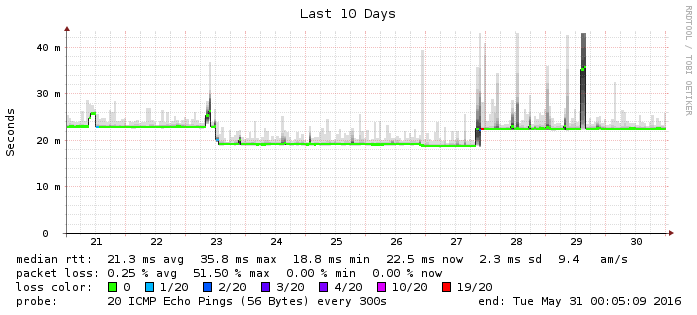 Last 10 Days
RRDTOOL / TOBI OETIKER
Seconds
40 m
30 m
20 m
10 m
0
21 22 23 24 25 26 27 28 29 30
median rtt: 21.3 ms avg 35.8 ms max 18.8 ms min 22.5 ms now 2.3 ms sd 9.4 am/s
packet loss: 0.25 % avg 51.50 % max 0.00 % min 0.00 % now
loss color: 0 1/20 2/20 3/20 4/20 10/20 19/20
probe: 20 ICMP Echo Pings (56 Bytes) every 300s end: Tue May 31 00:05:09 2016